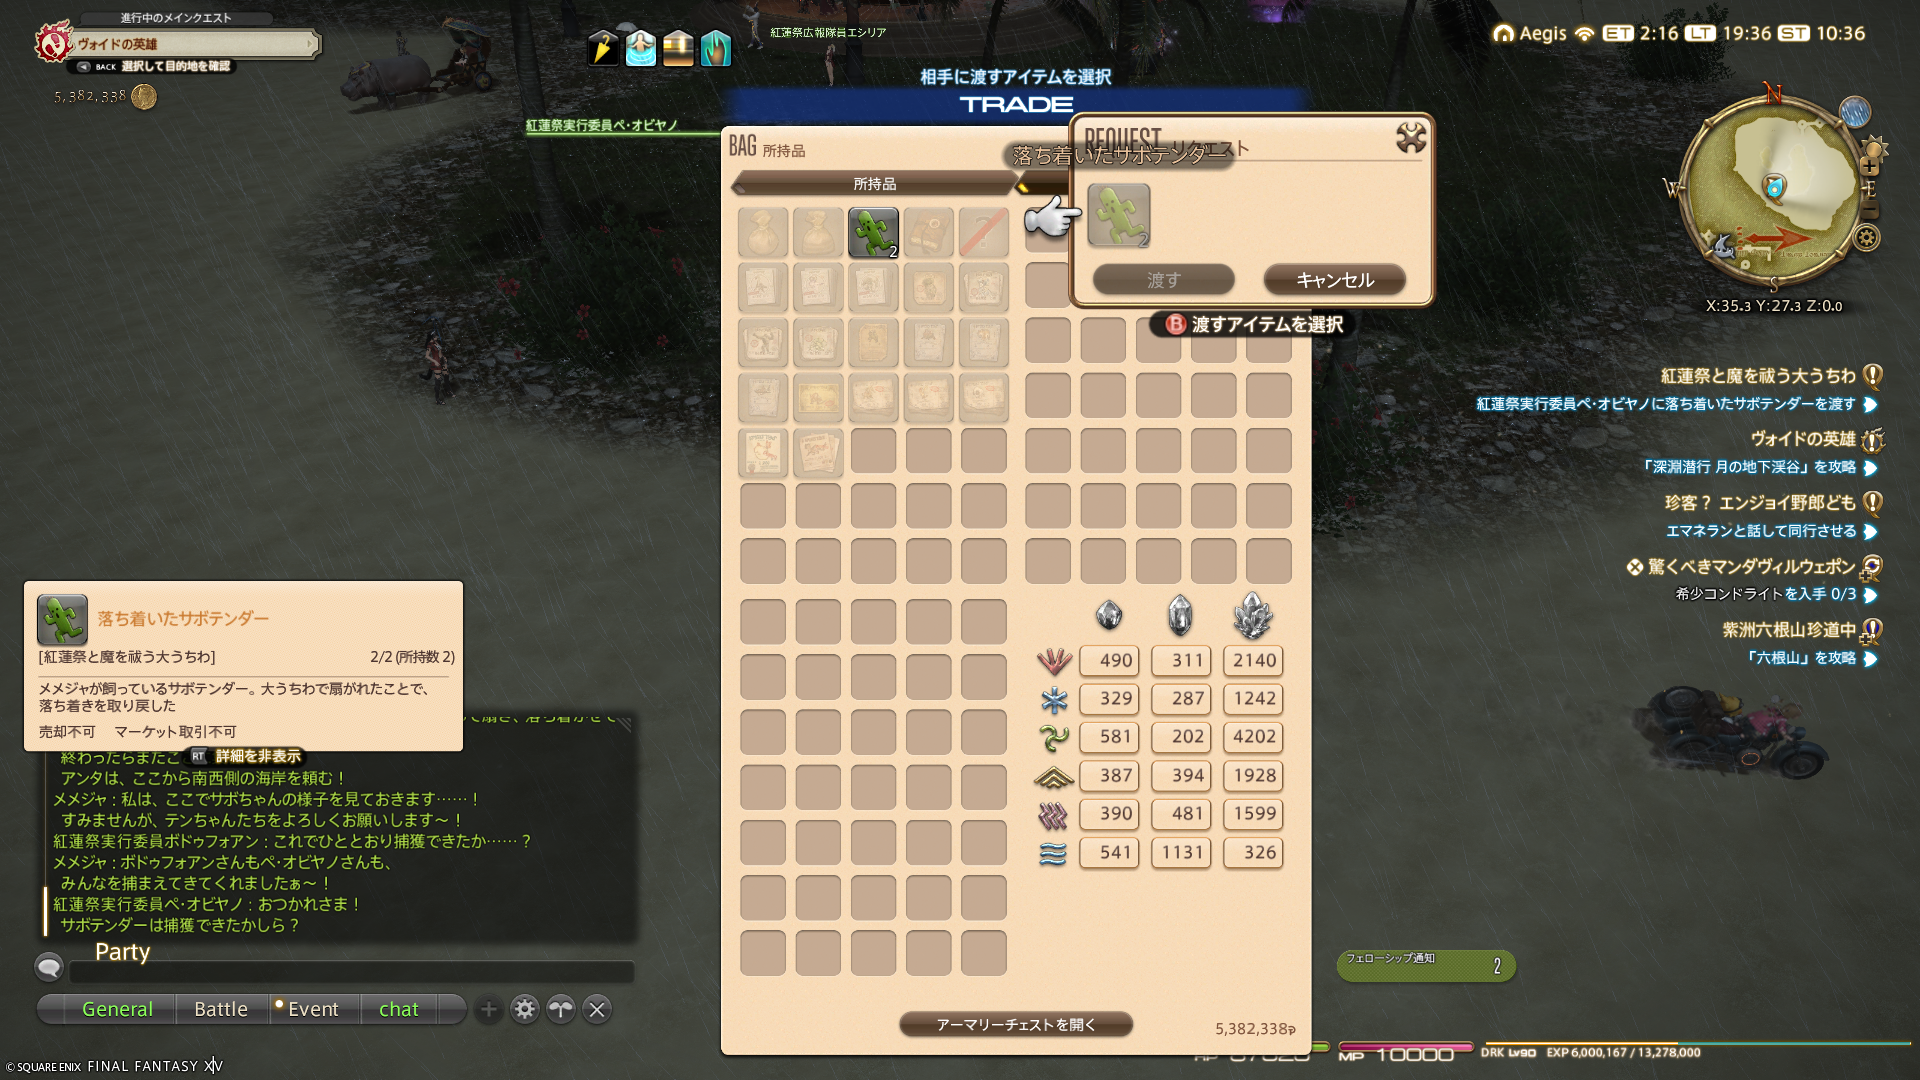 進行中のメインクエスト
ヴォイドの英雄
BACK 選択して目的地を確認
5,382,338
紅蓮祭広報隊員エシリア
Aegis ET 2:16 LT 19:36 ST 10:36
相手に渡すアイテムを選択
TRADE
紅蓮祭実行委員ペ・オビヤノ
BAG 所持品
所持品
2
REQUEST リクエスト
落ち着いたサボテンダー
2
渡す
キャンセル
B 渡すアイテムを選択
N
W
E
S
X:35.3 Y:27.3 Z:0.0
紅蓮祭と魔を祓う大うちわ
紅蓮祭実行委員ペ・オビヤノに落ち着いたサボテンダーを渡す
ヴォイドの英雄
「深淵潜行 月の地下渓谷」を攻略
珍客？ エンジョイ野郎ども
エマネランと話して同行させる
驚くべきマンダヴィルウェポン
希少コンドライトを入手 0/3
紫洲六根山珍道中
「六根山」を攻略
落ち着いたサボテンダー
[紅蓮祭と魔を祓う大うちわ]
2/2 (所持数 2)
メメジャが飼っているサボテンダー。大うちわで扇がれたことで、
落ち着きを取り戻した
売却不可 マーケット取引不可
RT 詳細を非表示
終わったらまたこ
アンタは、ここから南西側の海岸を頼む！
メメジャ：私は、ここでサボちゃんの様子を見ておきます……！
すみませんが、テンちゃんたちをよろしくお願いします～！
紅蓮祭実行委員ボドゥフォアン：これでひととおり捕獲できたか……？
メメジャ：ボドゥフォアンさんもペ・オビヤノさんも、
みんなを捕まえてきてくれましたぁ～！
紅蓮祭実行委員ペ・オビヤノ：おつかれさま！
サボテンダーは捕獲できたかしら？
Party
General Battle Event chat
490 311 2140
329 287 1242
581 202 4202
387 394 1928
390 481 1599
541 1131 326
アーマリーチェストを開く
5,382,338
フェローシップ通知 2
MP 10000
DRK Lv90 EXP 6,000,167 / 13,278,000
© SQUARE ENIX FINAL FANTASY XIV